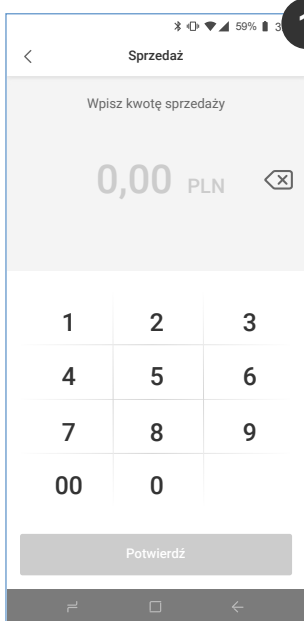 59% 3
Sprzedaż
Wpisz kwotę sprzedaży
0,00 PLN
1 2 3
4 5 6
7 8 9
00 0
Potwierdź